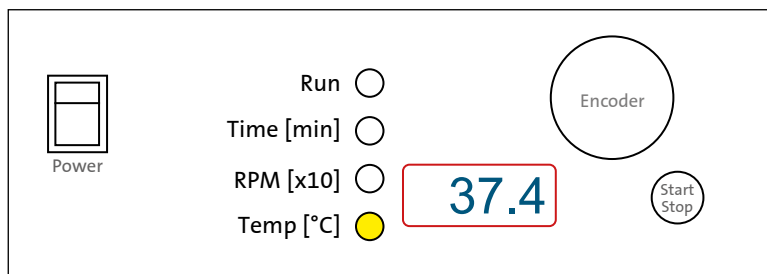 Run
Time [min]
RPM [x10]
Temp [°C]
Power
37.4
Encoder
Start
Stop